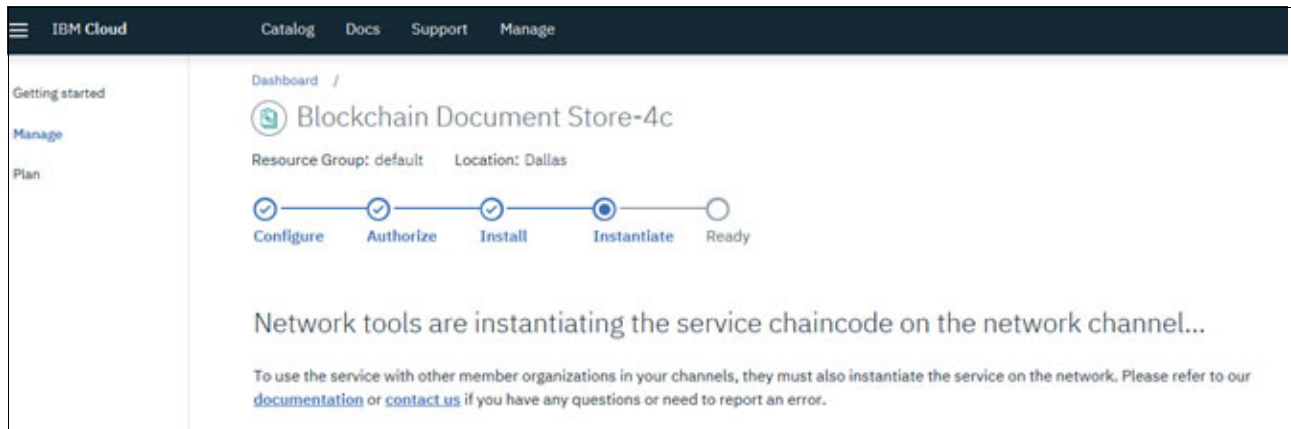 IBM Cloud Catalog Docs Support Manage
Getting started
Manage
Plan
Dashboard /
Blockchain Document Store-4c
Resource Group: default Location: Dallas
Configure Authorize Install Instantiate Ready
Network tools are instantiating the service chaincode on the network channel...
To use the service with other member organizations in your channels, they must also instantiate the service on the network. Please refer to our
documentation or contact us if you have any questions or need to report an error.